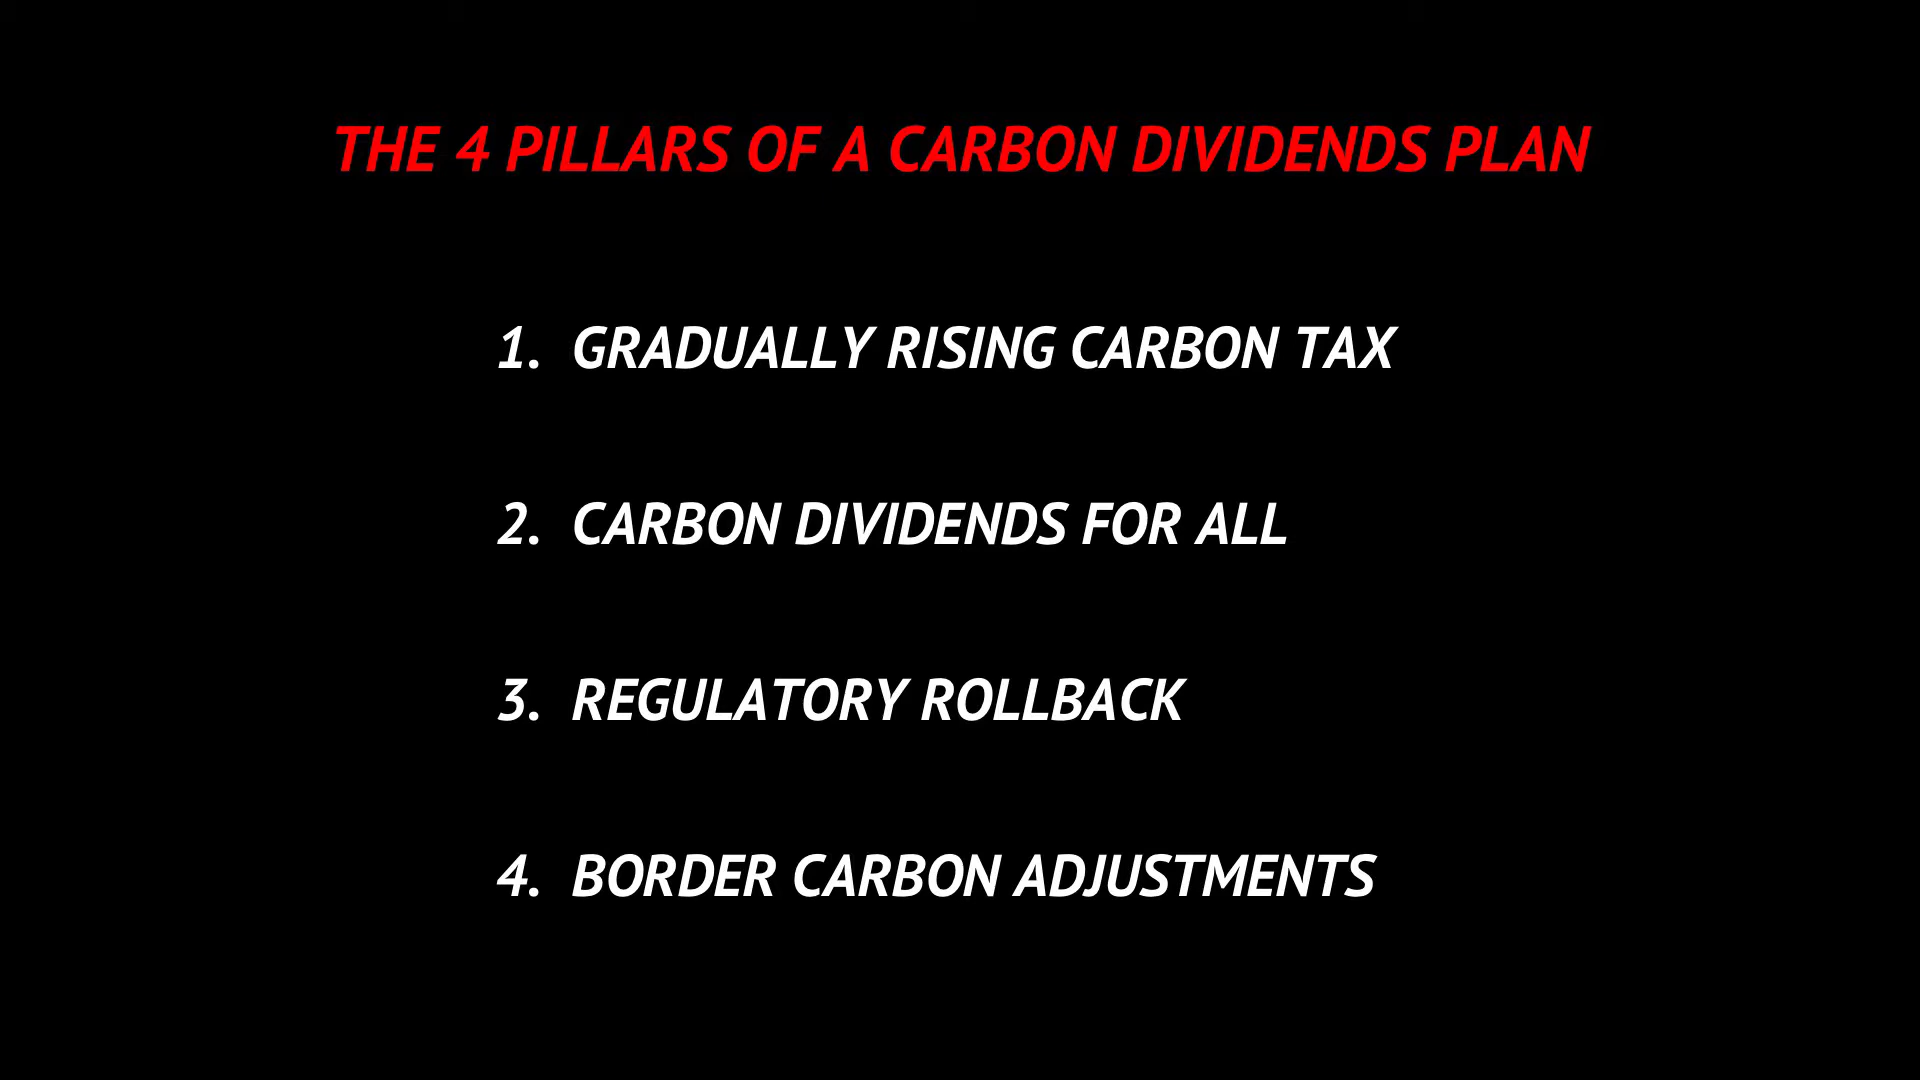 THE 4 PILLARS OF A CARBON DIVIDENDS PLAN
1. GRADUALLY RISING CARBON TAX
2. CARBON DIVIDENDS FOR ALL
3. REGULATORY ROLLBACK
4. BORDER CARBON ADJUSTMENTS